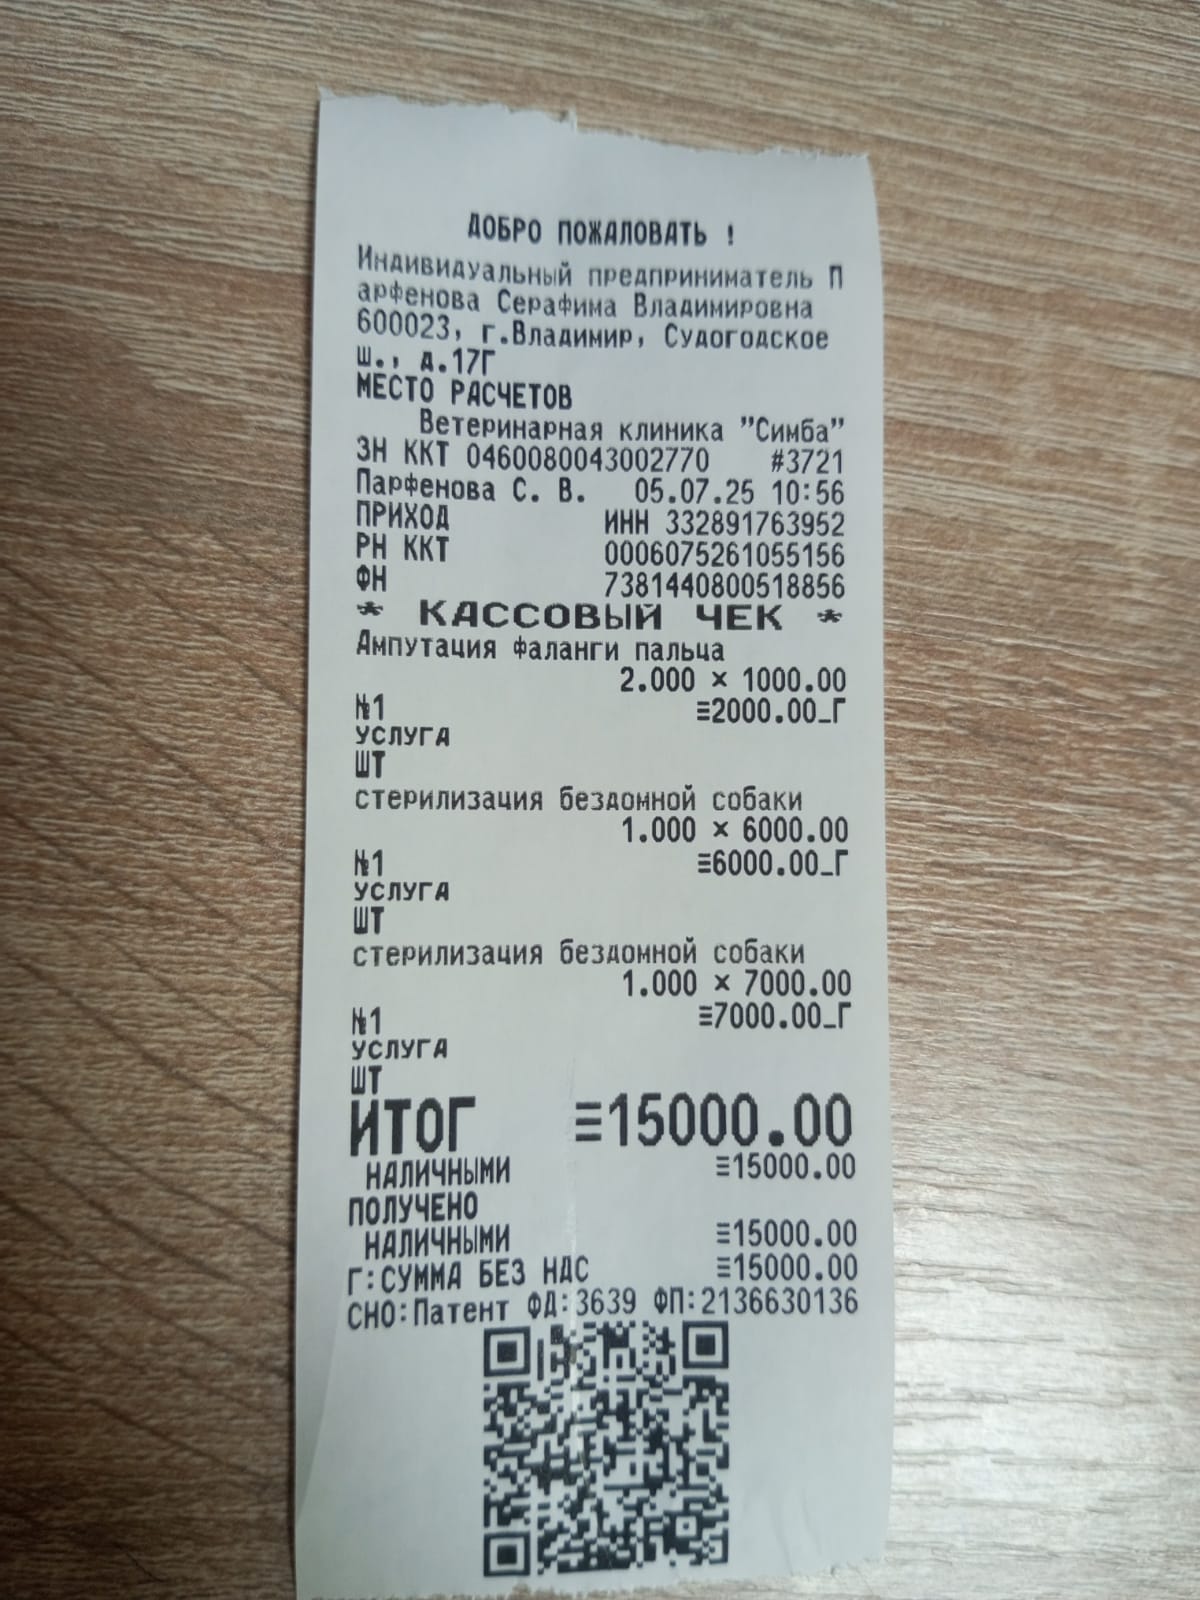 ДОБРО ПОЖАЛОВАТЬ !
Индивидуальный предприниматель П
арфенова Серафима Владимировна
600023, г.Владимир, Судогодское
ш., д.17Г
МЕСТО РАСЧЕТОВ
Ветеринарная клиника "Симба"
ЗН ККТ 0460080043002770 #3721
Парфенова С. В. 05.07.25 10:56
ПРИХОД ИНН 332891763952
РН ККТ 0006075261055156
ФН 7381440800518856
* КАССОВЫЙ ЧЕК *
Ампутация фаланги пальца
2.000 × 1000.00
№1 ≡2000.00_Г
УСЛУГА
ШТ
стерилизация бездомной собаки
1.000 × 6000.00
№1 ≡6000.00_Г
УСЛУГА
ШТ
стерилизация бездомной собаки
1.000 × 7000.00
№1 ≡7000.00_Г
УСЛУГА
ШТ
ИТОГ ≡15000.00
НАЛИЧНЫМИ ≡15000.00
ПОЛУЧЕНО
НАЛИЧНЫМИ ≡15000.00
Г:СУММА БЕЗ НДС ≡15000.00
СНО:Патент ФД:3639 ФП:2136630136